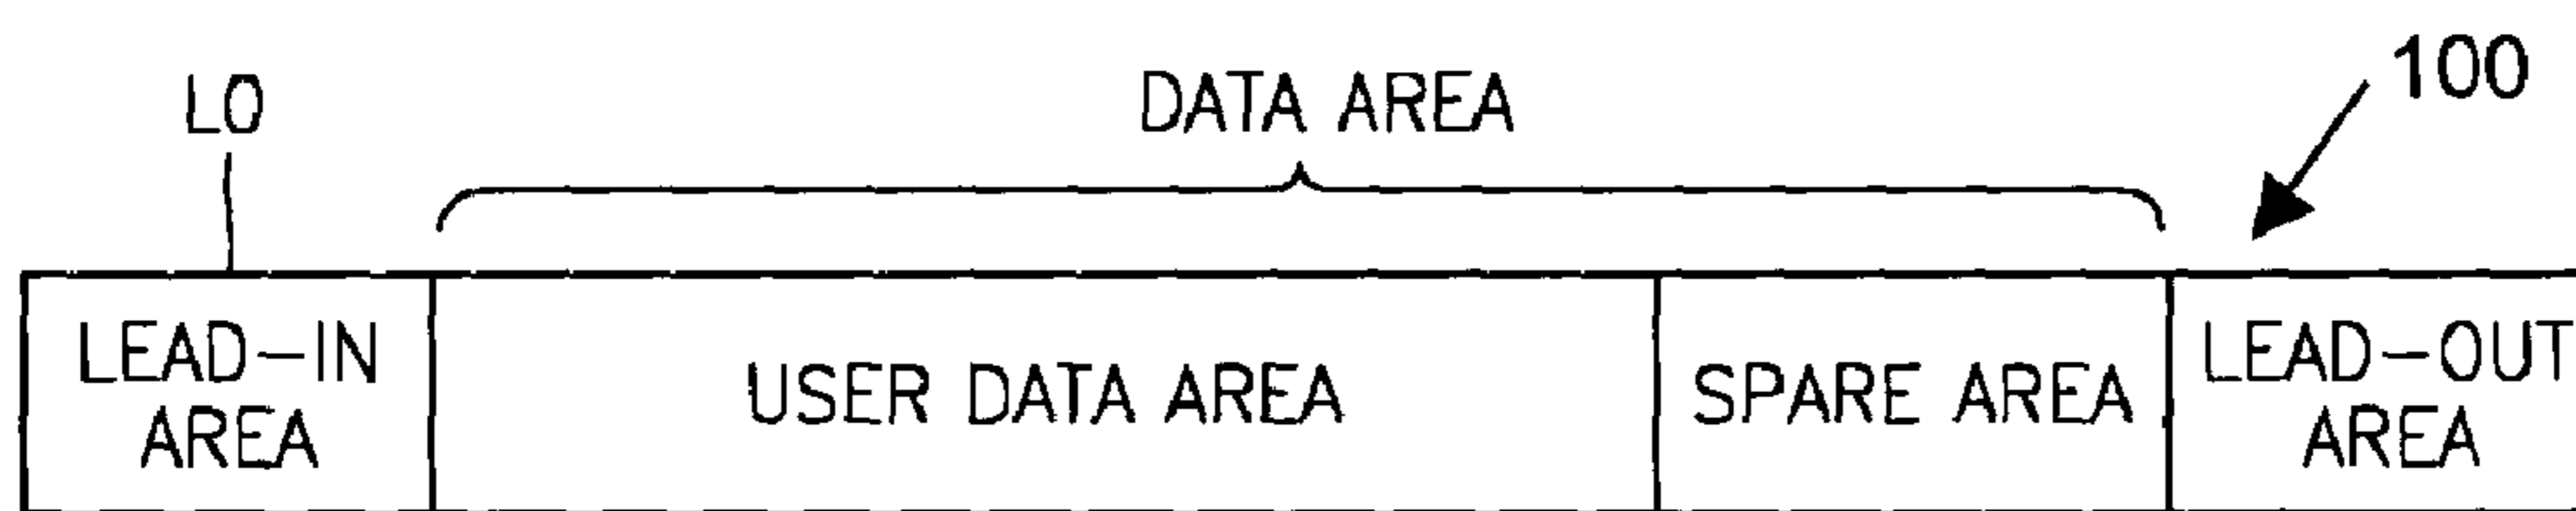 L0
DATA AREA
100
LEAD-IN
AREA
USER DATA AREA
SPARE AREA
LEAD-OUT
AREA